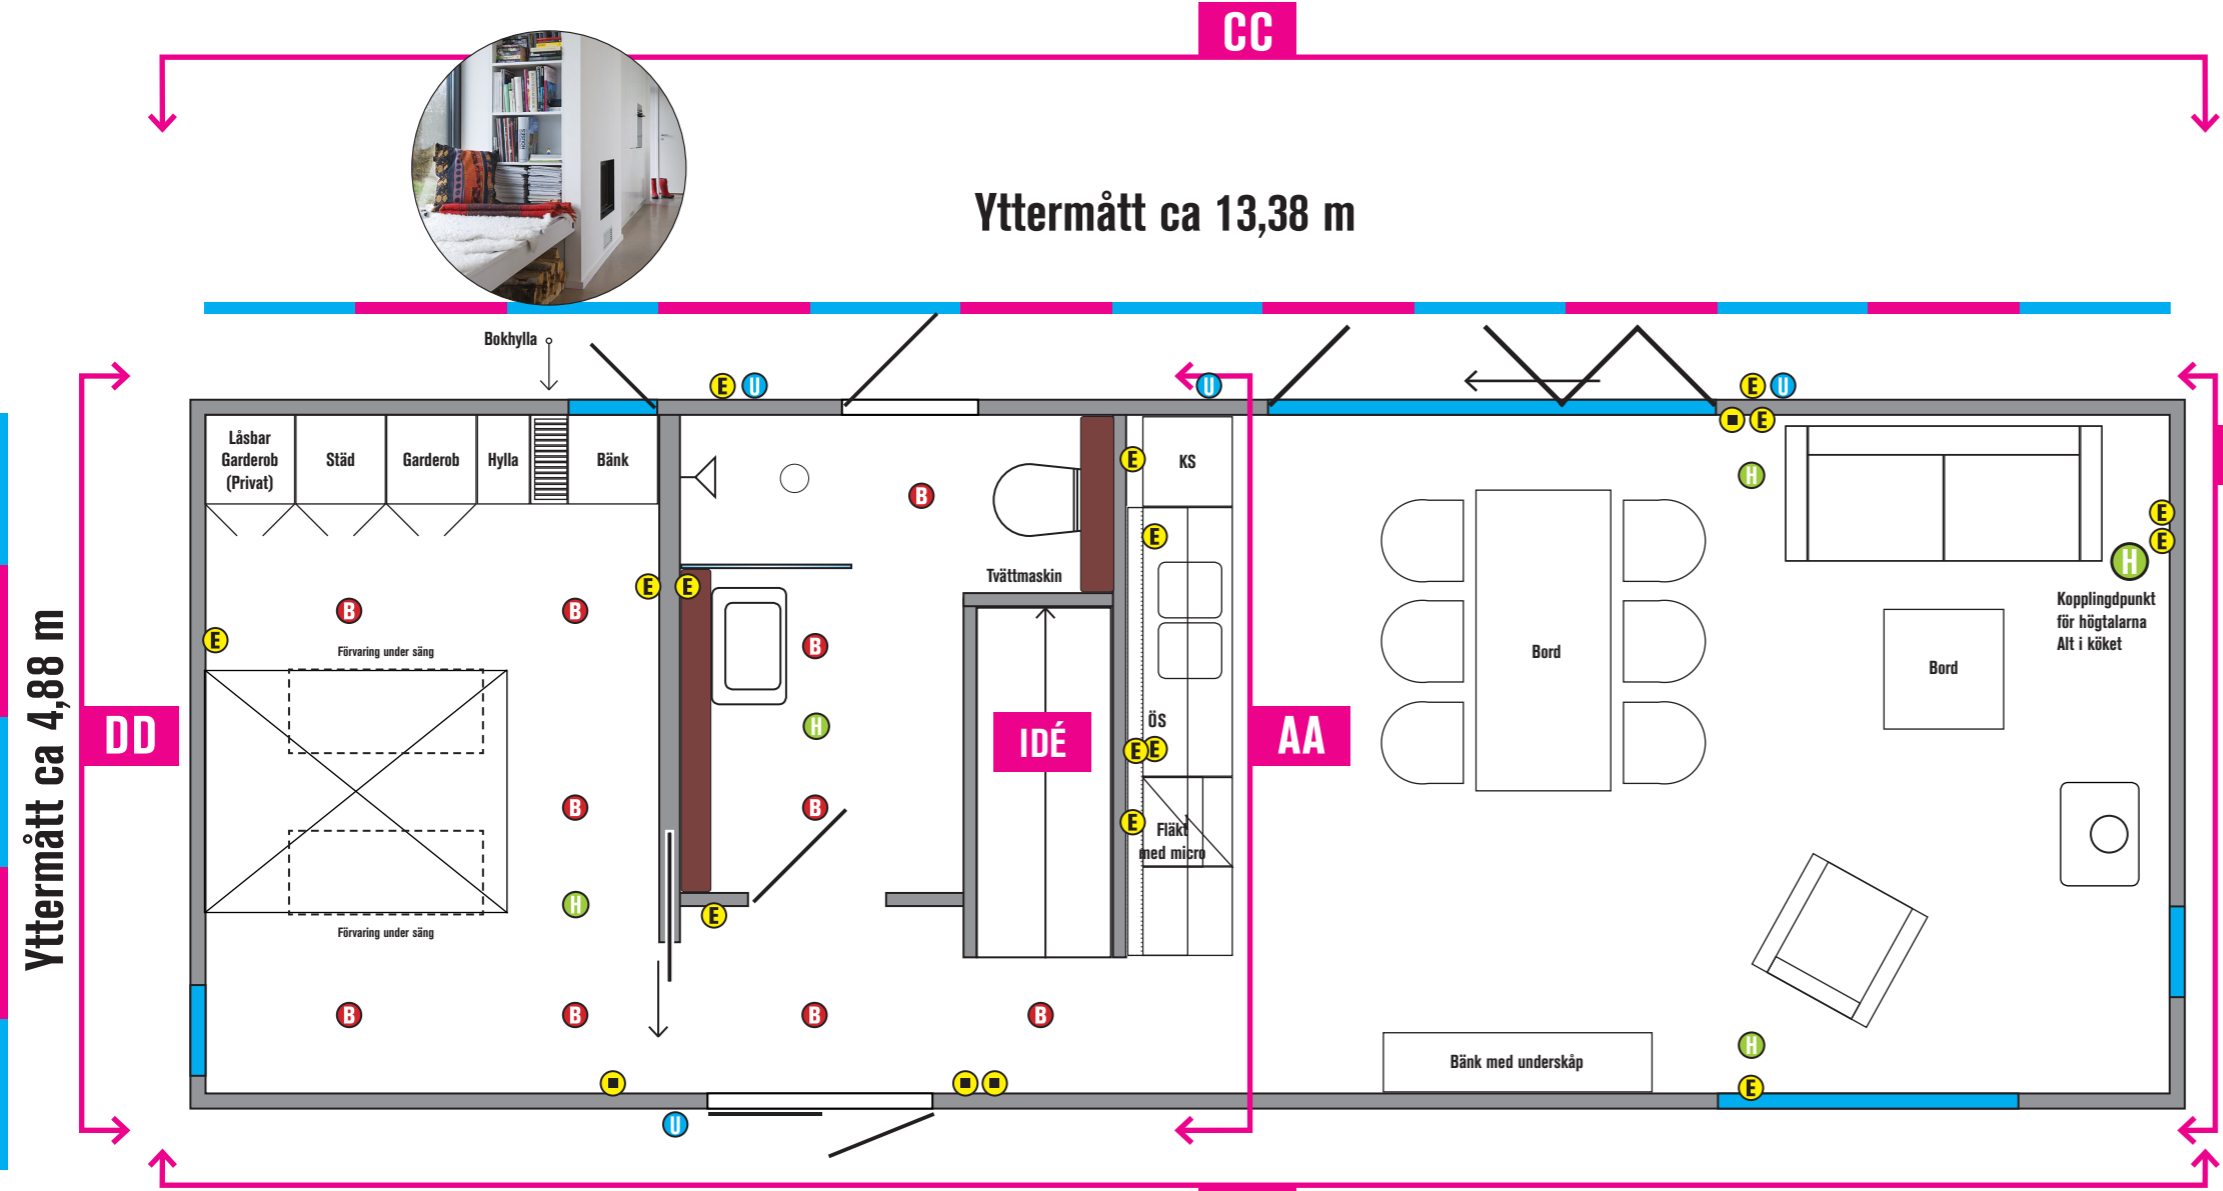 CC
Yttermått ca 13,38 m
Bokhylla
E U
U
E U
Låsbar
Garderob
(Privat)
Städ
Garderob
Hylla
Bänk
B
E
KS
E
H
E
E
E
H
Kopplingdpunkt
för högtalarna
Alt i köket
Tvättmaskin
E
E
B
B
E
Förvaring under säng
B
H
B
Yttermått ca 4,88 m
DD
IDÉ
ÖS
E E
AA
Bord
Bord
B
E
Fläkt
med micro
H
E
Förvaring under säng
B
B
B
B
H
Bänk med underskåp
E
U